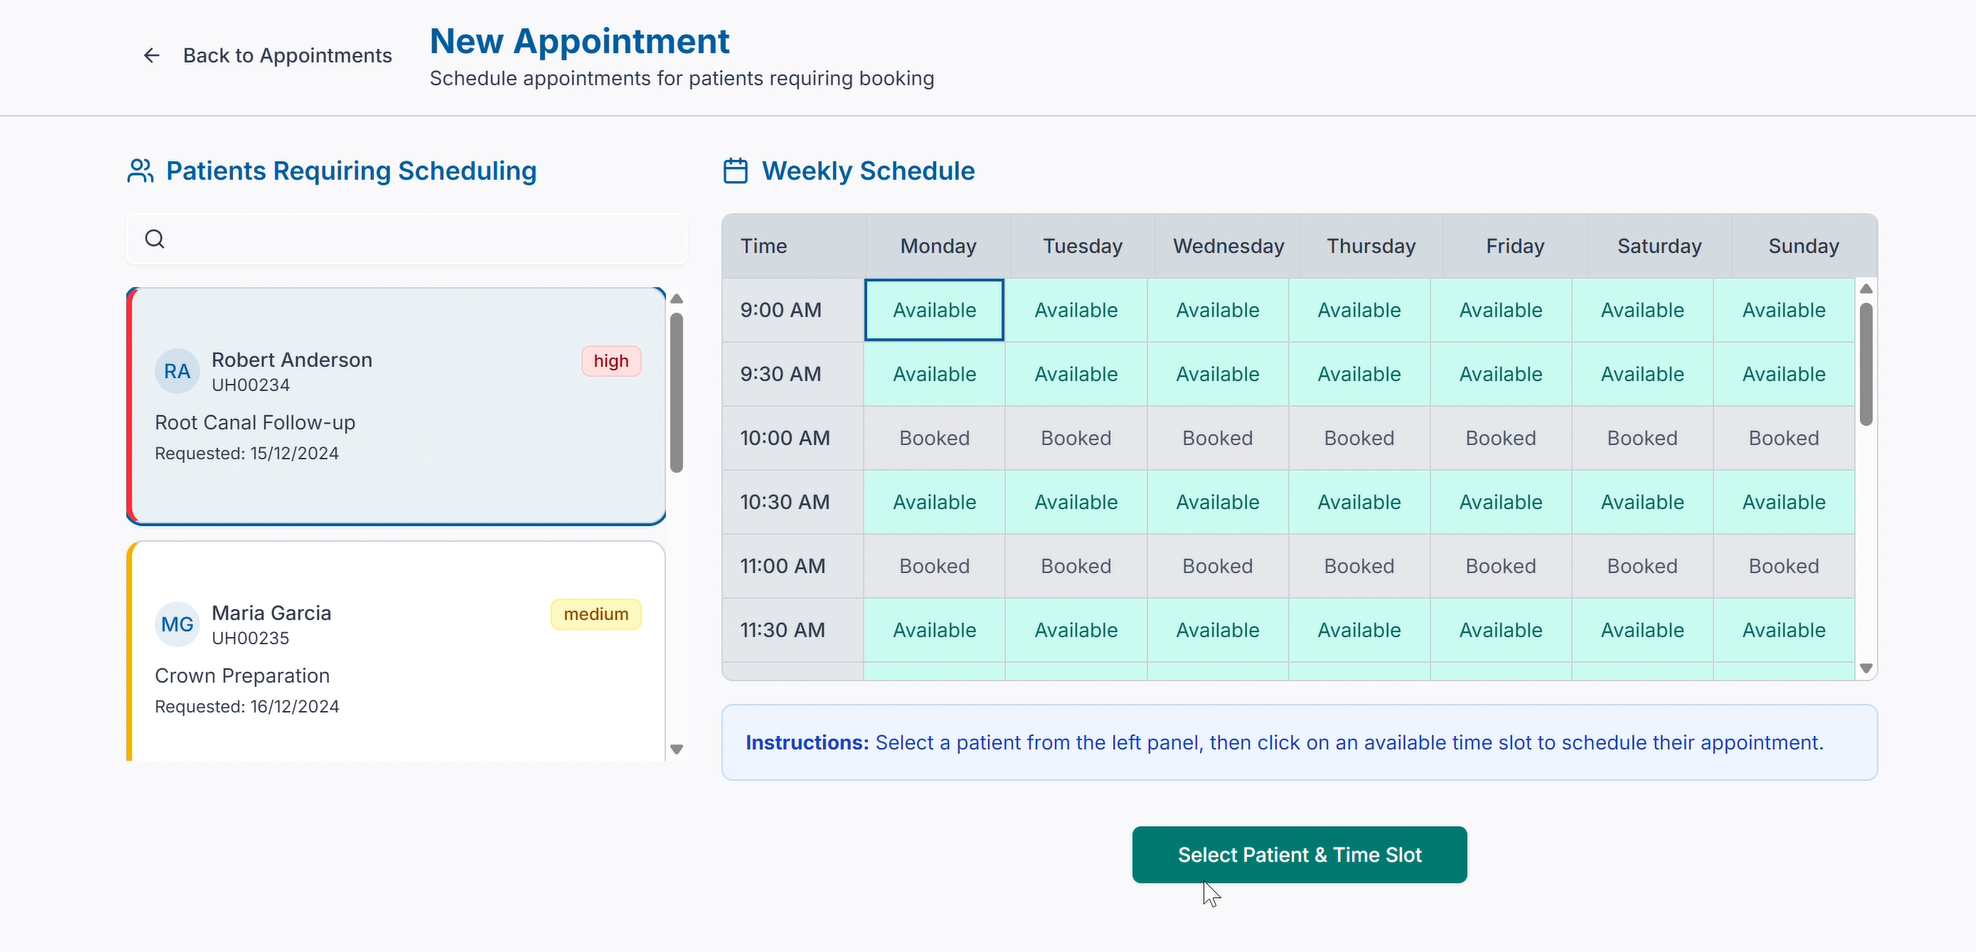 Back to Appointments
New Appointment
Schedule appointments for patients requiring booking
Patients Requiring Scheduling
RA
Robert Anderson
UH00234
high
Root Canal Follow-up
Requested: 15/12/2024
MG
Maria Garcia
UH00235
medium
Crown Preparation
Requested: 16/12/2024
Weekly Schedule
Time Monday Tuesday Wednesday Thursday Friday Saturday Sunday
9:00 AM Available Available Available Available Available Available Available
9:30 AM Available Available Available Available Available Available Available
10:00 AM Booked Booked Booked Booked Booked Booked Booked
10:30 AM Available Available Available Available Available Available Available
11:00 AM Booked Booked Booked Booked Booked Booked Booked
11:30 AM Available Available Available Available Available Available Available
Instructions: Select a patient from the left panel, then click on an available time slot to schedule their appointment.
Select Patient & Time Slot